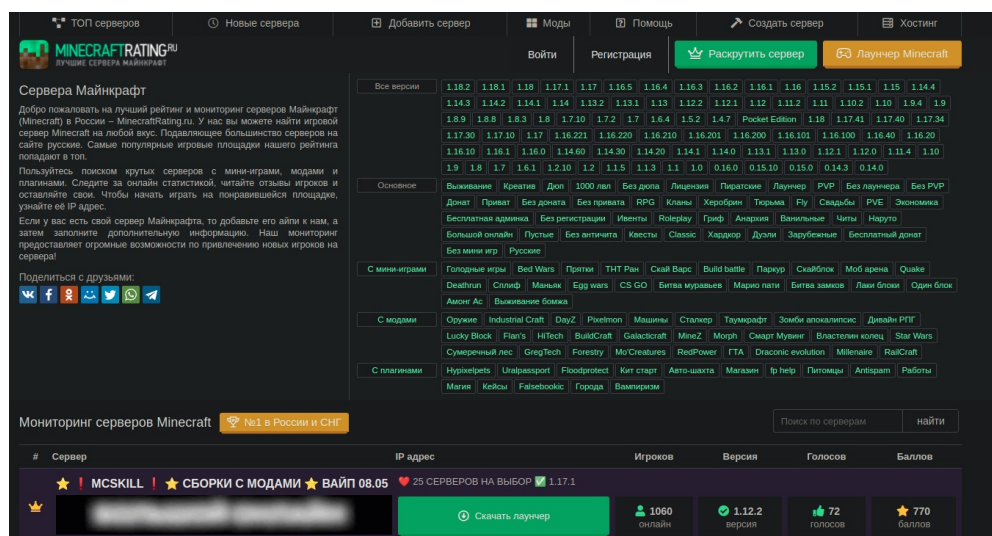 ТОП серверов Новые сервера Добавить сервер Моды Помощь Создать сервер Хостинг
MINECRAFTRATING RU
ЛУЧШИЕ СЕРВЕРА МАЙНКРАФТ
Войти Регистрация Раскрутить сервер Лаунчер Minecraft
Сервера Майнкрафт
Добро пожаловать на лучший рейтинг и мониторинг серверов Майнкрафт
(Minecraft) в России – MinecraftRating.ru. У нас вы можете найти игровой
сервер Minecraft на любой вкус. Подавляющее большинство серверов на
сайте русские. Самые популярные игровые площадки нашего рейтинга
попадают в топ.
Пользуйтесь поиском крутых серверов с мини-играми, модами и
плагинами. Следите за онлайн статистикой, читайте отзывы игроков и
оставляйте свои. Чтобы начать играть на понравившейся площадке,
узнайте её IP адрес.
Если у вас есть свой сервер Майнкрафта, то добавьте его айпи к нам, а
затем заполните дополнительную информацию. Наш мониторинг
предоставляет огромные возможности по привлечению новых игроков на
сервера!
Поделиться с друзьями:
Все версии 1.18.2 1.18.1 1.18 1.17.1 1.17 1.16.5 1.16.4 1.16.3 1.16.2 1.16.1 1.16 1.15.2 1.15.1 1.15 1.14.4
1.14.3 1.14.2 1.14.1 1.14 1.13.2 1.13.1 1.13 1.12.2 1.12.1 1.12 1.11.2 1.11 1.10.2 1.10 1.9.4 1.9
1.8.9 1.8.8 1.8.3 1.8 1.7.10 1.7.2 1.7 1.6.4 1.5.2 1.4.7 Pocket Edition 1.18 1.17.41 1.17.40 1.17.34
1.17.30 1.17.10 1.17 1.16.221 1.16.220 1.16.210 1.16.201 1.16.200 1.16.101 1.16.100 1.16.40 1.16.20
1.16.10 1.16.1 1.16.0 1.14.60 1.14.30 1.14.20 1.14.1 1.14.0 1.13.1 1.13.0 1.12.1 1.12.0 1.11.4 1.10
1.9 1.8 1.7 1.6.1 1.2.10 1.2 1.1.5 1.1.3 1.1 1.0 0.16.0 0.15.10 0.15.0 0.14.3 0.14.0
Основное Выживание Креатив Дюп 1000 лвл Без дюпа Лицензия Пиратские Лаунчер PVP Без лаунчера Без PVP
Донат Приват Без доната Без привата RPG Кланы Херобрин Тюрьма Fly Свадьбы PVE Экономика
Бесплатная админка Без регистрации Ивенты Roleplay Гриф Анархия Ванильные Читы Наруто
Большой онлайн Пустые Без античита Квесты Classic Хардкор Дуэли Зарубежные Бесплатный донат
Без мини игр Русские
С мини-играми Голодные игры Bed Wars Прятки ТНТ Ран Скай Варс Build battle Паркур Скайблок Моб арена Quake
Deathrun Сплиф Маньяк Egg wars CS GO Битва муравьев Марио пати Битва замков Лаки блоки Один блок
Амонг Ас Выживание бомжа
С модами Оружие Industrial Craft DayZ Pixelmon Машины Сталкер Таумкрафт Зомби апокалипсис Дивайн РПГ
Lucky Block Flan's HiTech BuildCraft Galacticraft MineZ Morph Смарт Мувинг Властелин колец Star Wars
Сумеречный лес GregTech Forestry Mo'Creatures RedPower ГТА Draconic evolution Millenaire RailCraft
С плагинами Hypixelpets Uralpassport Floodprotect Кит старт Авто-шахта Магазин fp help Питомцы Antispam Работы
Магия Кейсы Falsebookic Города Вампиризм
Мониторинг серверов Minecraft №1 в России и СНГ Поиск по серверам найти
# Сервер IP адрес Игроков Версия Голосов Баллов
⭐❗ MCSKILL ❗⭐ СБОРКИ С МОДАМИ ⭐ ВАЙП 08.05 ❤️ 25 СЕРВЕРОВ НА ВЫБОР ✅ 1.17.1
Скачать лаунчер 1060 1.12.2 72 770
онлайн версия голосов баллов